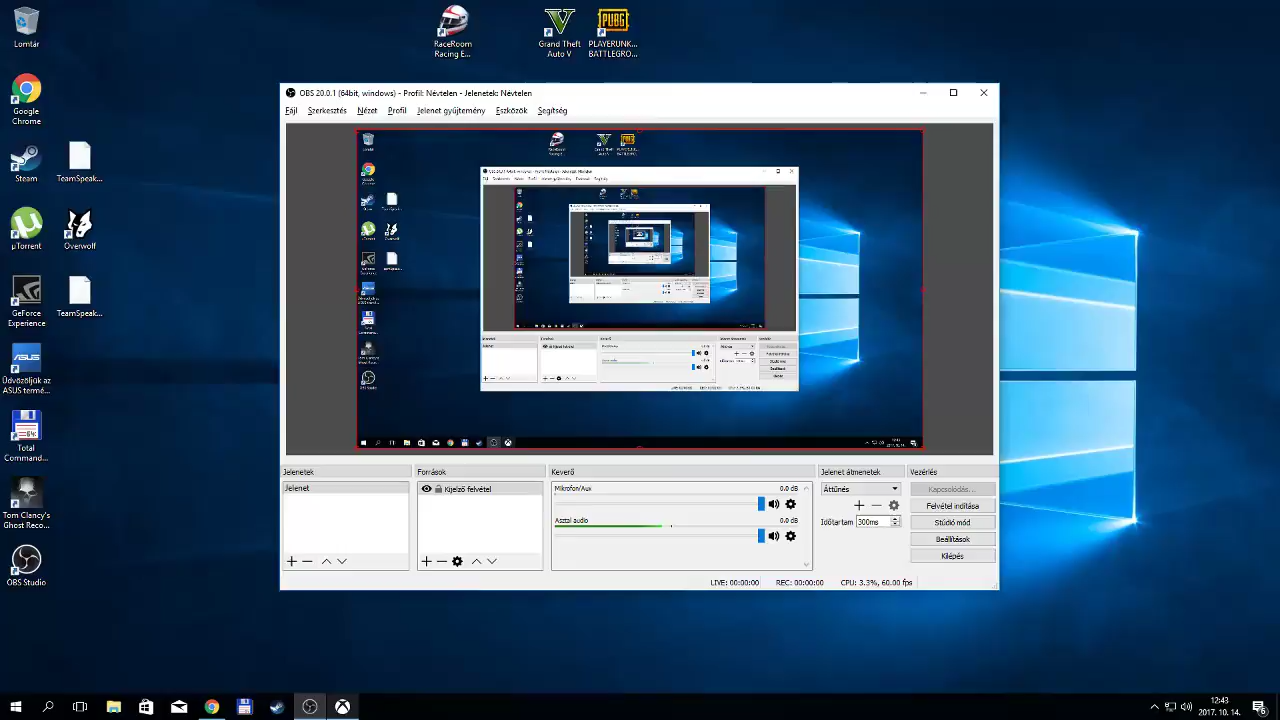 Lomtár
RaceRoom
Racing E...
Grand Theft
Auto V
PUBG
PLAYERUNK...
BATTLEGRO...
Google
Chrome
Steam
TeamSpeak...
µTorrent
Overwolf
GeForce
Experience
TeamSpeak...
Üdvözöljük az
ASUS termé...
Total
Comman...
Tom Clancy's
Ghost Reco...
OBS Studio
OBS 20.0.1 (64bit, windows) - Profil: Névtelen - Jelenetek: Névtelen
Fájl Szerkesztés Nézet Profil Jelenet gyűjtemény Eszközök Segítség
Jelenetek
Jelenet
Források
Kijelző felvétel
Keverő
Mikrofon/Aux 0.0 dB
Asztal audio 0.0 dB
Jelenet átmenetek
Áttűnés
Időtartam 300ms
Vezérlés
Kapcsolódás...
Felvétel indítása
Stúdió mód
Beállítások
Kilépés
LIVE: 00:00:00 REC: 00:00:00 CPU: 3.3%, 60.00 fps
12:43
2017. 10. 14.
6